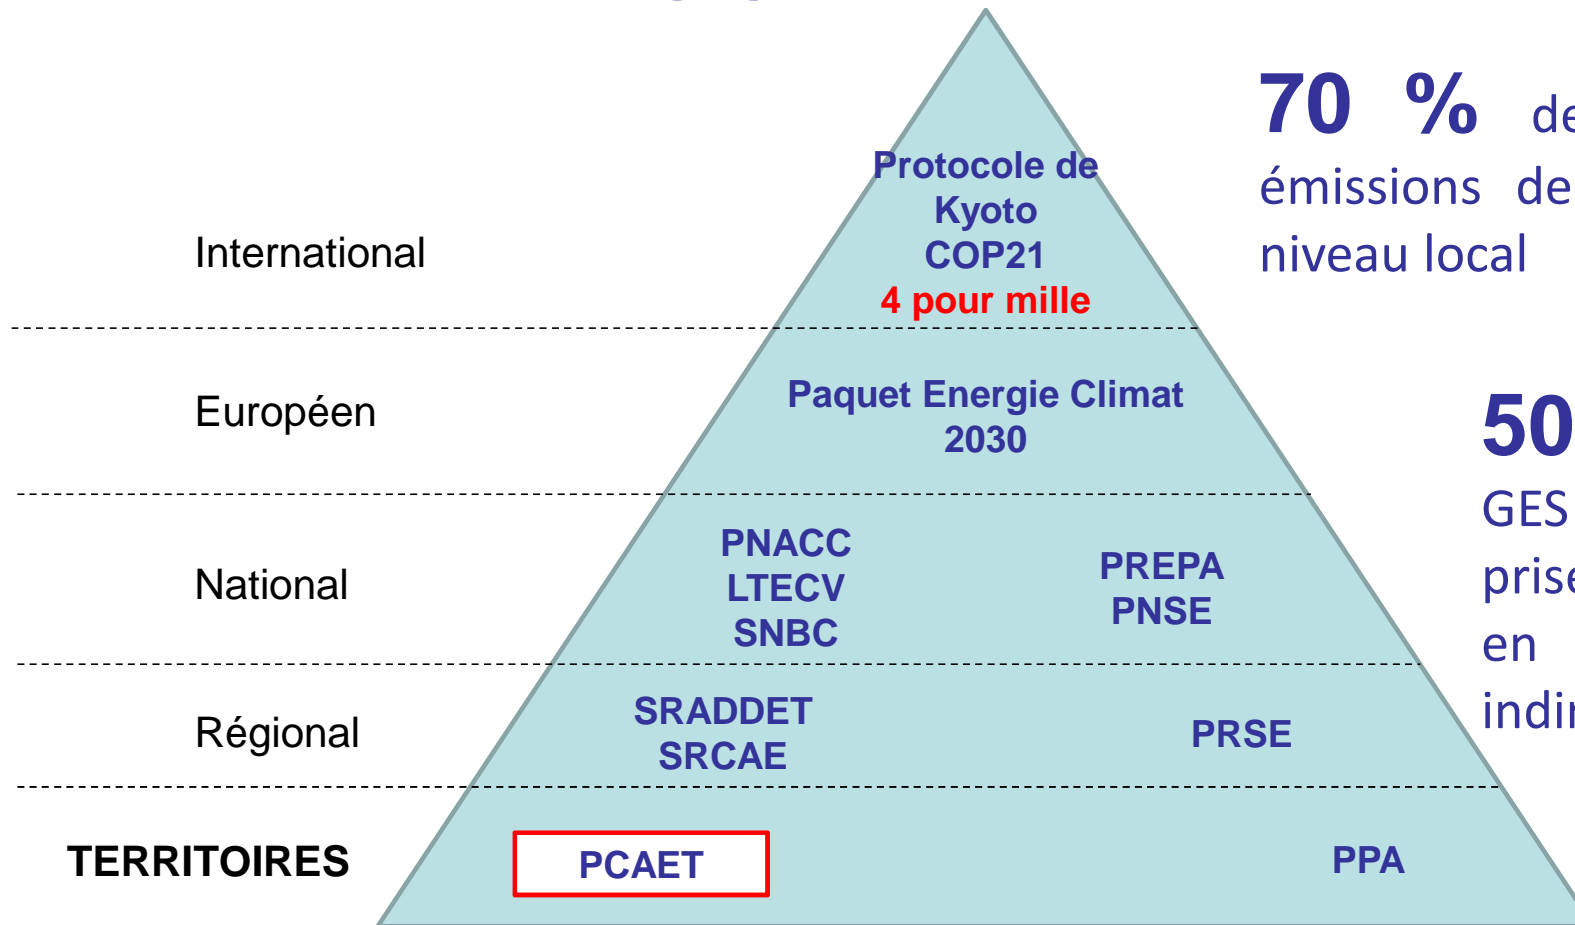 International
Protocole de
Kyoto
COP21
4 pour mille
Européen
Paquet Energie Climat
2030
National
PNACC
LTECV
SNBC
PREPA
PNSE
Régional
SRADDET
SRCAE
PRSE
TERRITOIRES
PCAET
PPA
70 %
émissions de
niveau local
50
GES
en